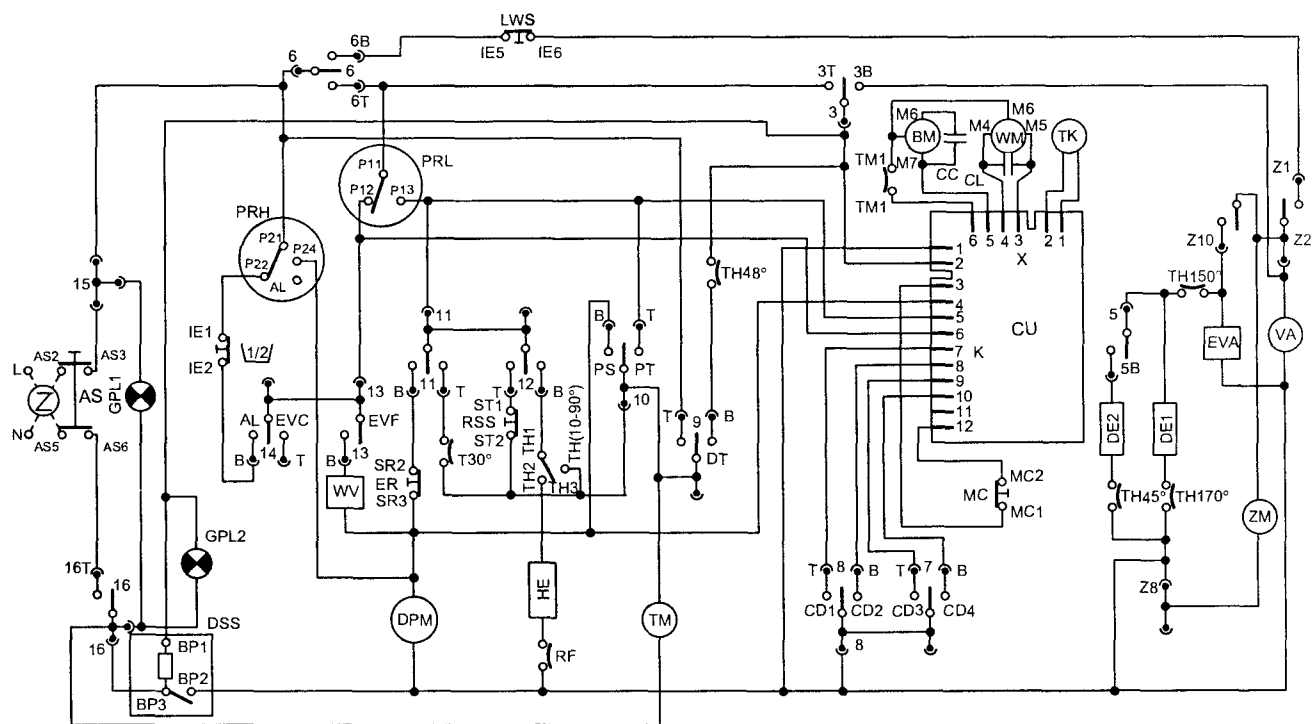 LWS
6B
IE5
IE6
6
6
6T
3T
3B
3
M6
M6
M4
M5
BM
WM
TK
M7
CC
CL
TM1
TM1
Z1
Z2
Z10
P11
PRL
P12
P13
PRH
P21
P24
P22
AL
6
5
4
3
2
1
X
1
2
3
4
5
6
7
K
8
9
10
11
12
CU
TH48°
TH150°
EVA
VA
5
5B
15
IE1
IE2
1/2
11
B
T
PS
PT
10
L
AS2
AS3
AS
Z
N
AS5
AS6
GPL1
AL
EVC
14
B
T
13
EVF
13
B
WV
B
11
T
T
12
B
SR2
ER
SR3
T30°
ST1
RSS
ST2
TH1
TH2
TH3
TH(10-90°)
T
9
B
DT
DE2
DE1
TH45°
TH170°
MC2
MC
MC1
ZM
Z8
16T
16
16
GPL2
DSS
BP1
BP2
BP3
DPM
HE
RF
TM
T
8
B
T
7
B
CD1
CD2
CD3
CD4
8